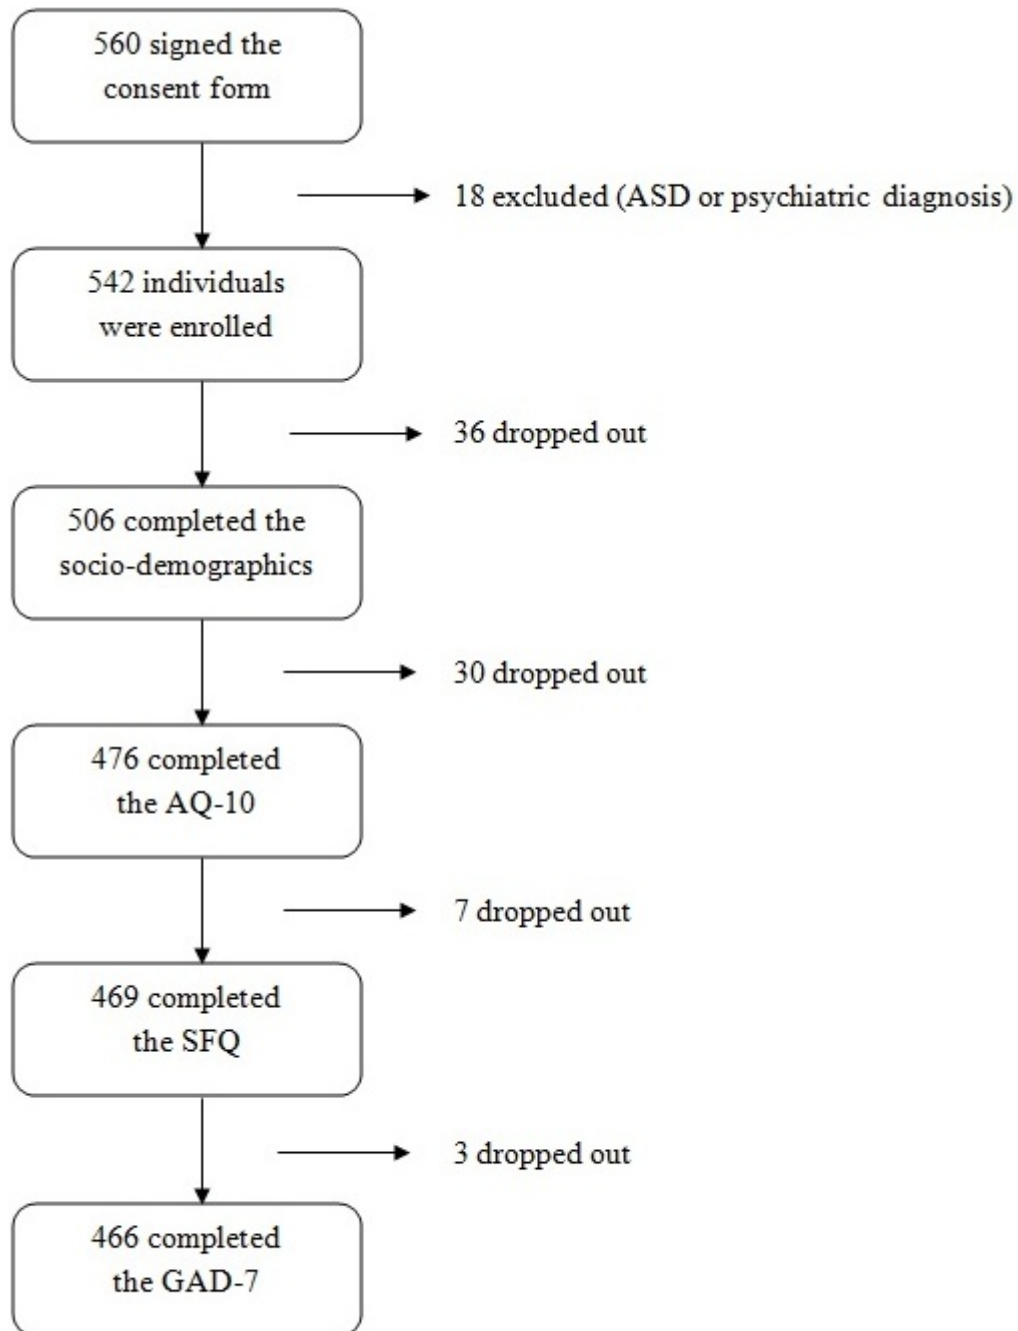 560 signed the
consent form
18 excluded (ASD or psychiatric diagnosis)
542 individuals
were enrolled
36 dropped out
506 completed the
socio-demographics
30 dropped out
476 completed
the AQ-10
7 dropped out
469 completed
the SFQ
3 dropped out
466 completed
the GAD-7